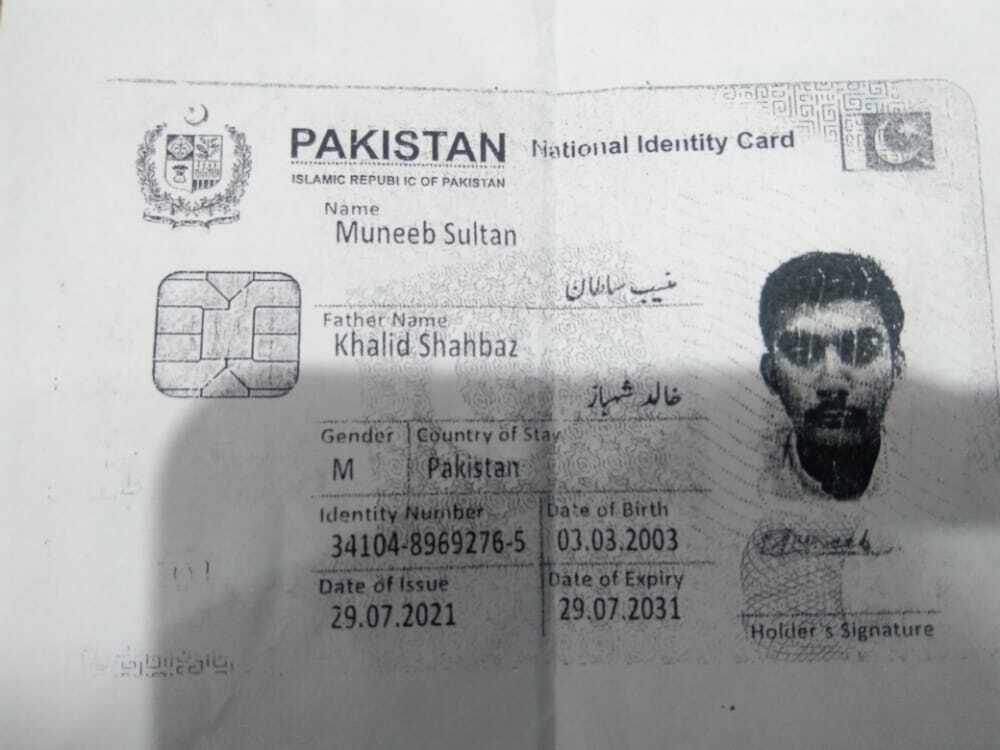 PAKISTAN National Identity Card
ISLAMIC REPUBLIC OF PAKISTAN
Name
Muneeb Sultan
منیب سلطان
Father Name
Khalid Shahbaz
خالد شہباز
Gender Country of Stay
M Pakistan
Identity Number Date of Birth
34104-8969276-5 03.03.2003
Date of Issue Date of Expiry
29.07.2021 29.07.2031
Muneeb
Holder's Signature